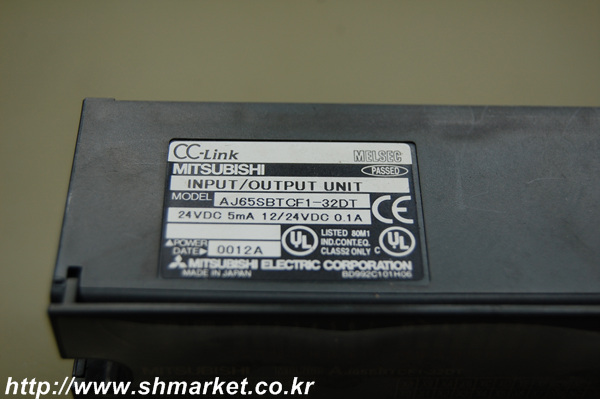 CC-Link MELSEC
MITSUBISHI PASSED
INPUT/OUTPUT UNIT
MODEL AJ65SBTCF1-32DT
24VDC 5mA 12/24VDC 0.1A
CE
▲POWER
DATE▶ 0012A
UL LISTED 80M1
IND.CONT.EQ.
CLASS2 ONLY
C UL
MITSUBISHI ELECTRIC CORPORATION
MADE IN JAPAN BD992C101H06
http://www.shmarket.co.kr